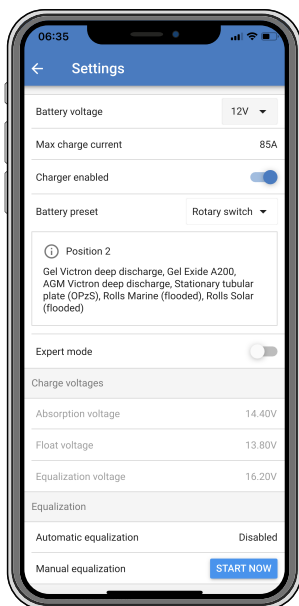 06:35
Settings
Battery voltage 12V
Max charge current 85A
Charger enabled
Battery preset Rotary switch
Position 2
Gel Victron deep discharge, Gel Exide A200,
AGM Victron deep discharge, Stationary tubular
plate (OPzS), Rolls Marine (flooded), Rolls Solar
(flooded)
Expert mode
Charge voltages
Absorption voltage 14.40V
Float voltage 13.80V
Equalization voltage 16.20V
Equalization
Automatic equalization Disabled
Manual equalization START NOW